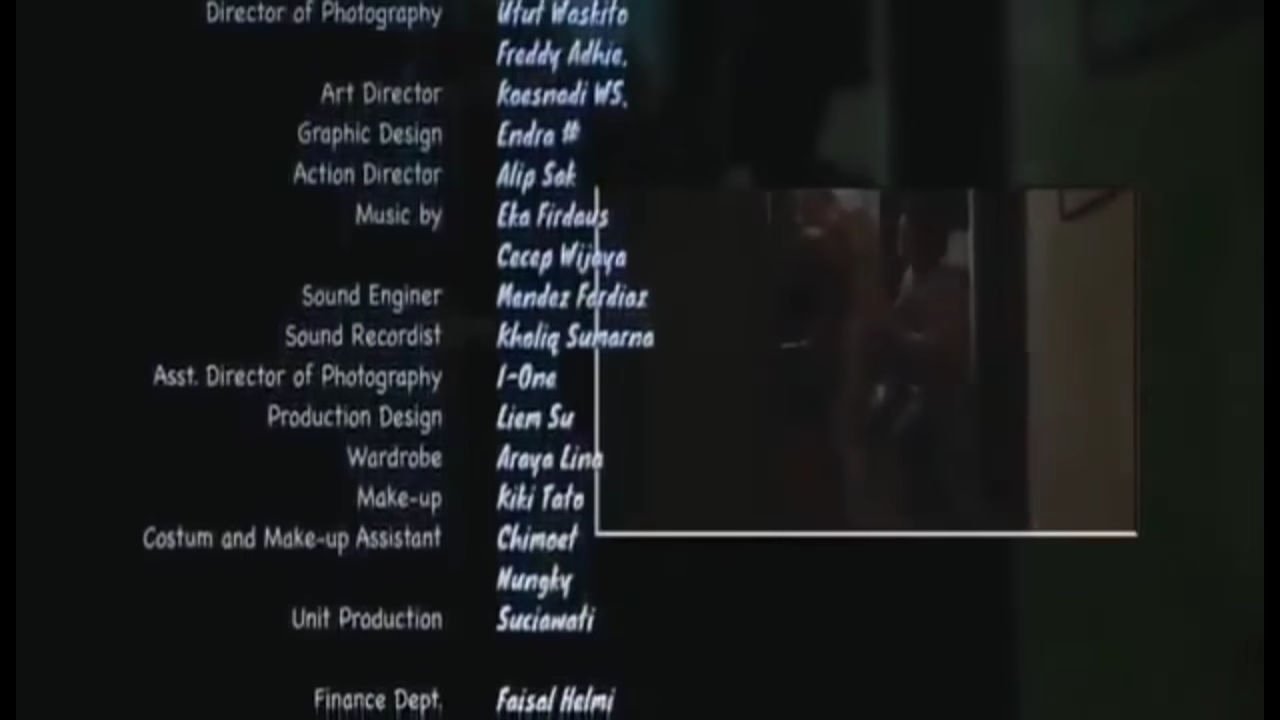 Director of Photography Utut Waskito
Freddy Adhie.
Art Director Koesnadi WS.
Graphic Design Endra #
Action Director Alip Sak
Music by Eka Firdaus
Cecep Wijaya
Sound Enginer Mendez Fardiaz
Sound Recordist Kholiq Sumarna
Asst. Director of Photography I-One
Production Design Liem Su
Wardrobe Araya Lina
Make-up Kiki Tato
Costum and Make-up Assistant Chimoet
Nungky
Unit Production Suciawati
Finance Dept. Faisal Helmi